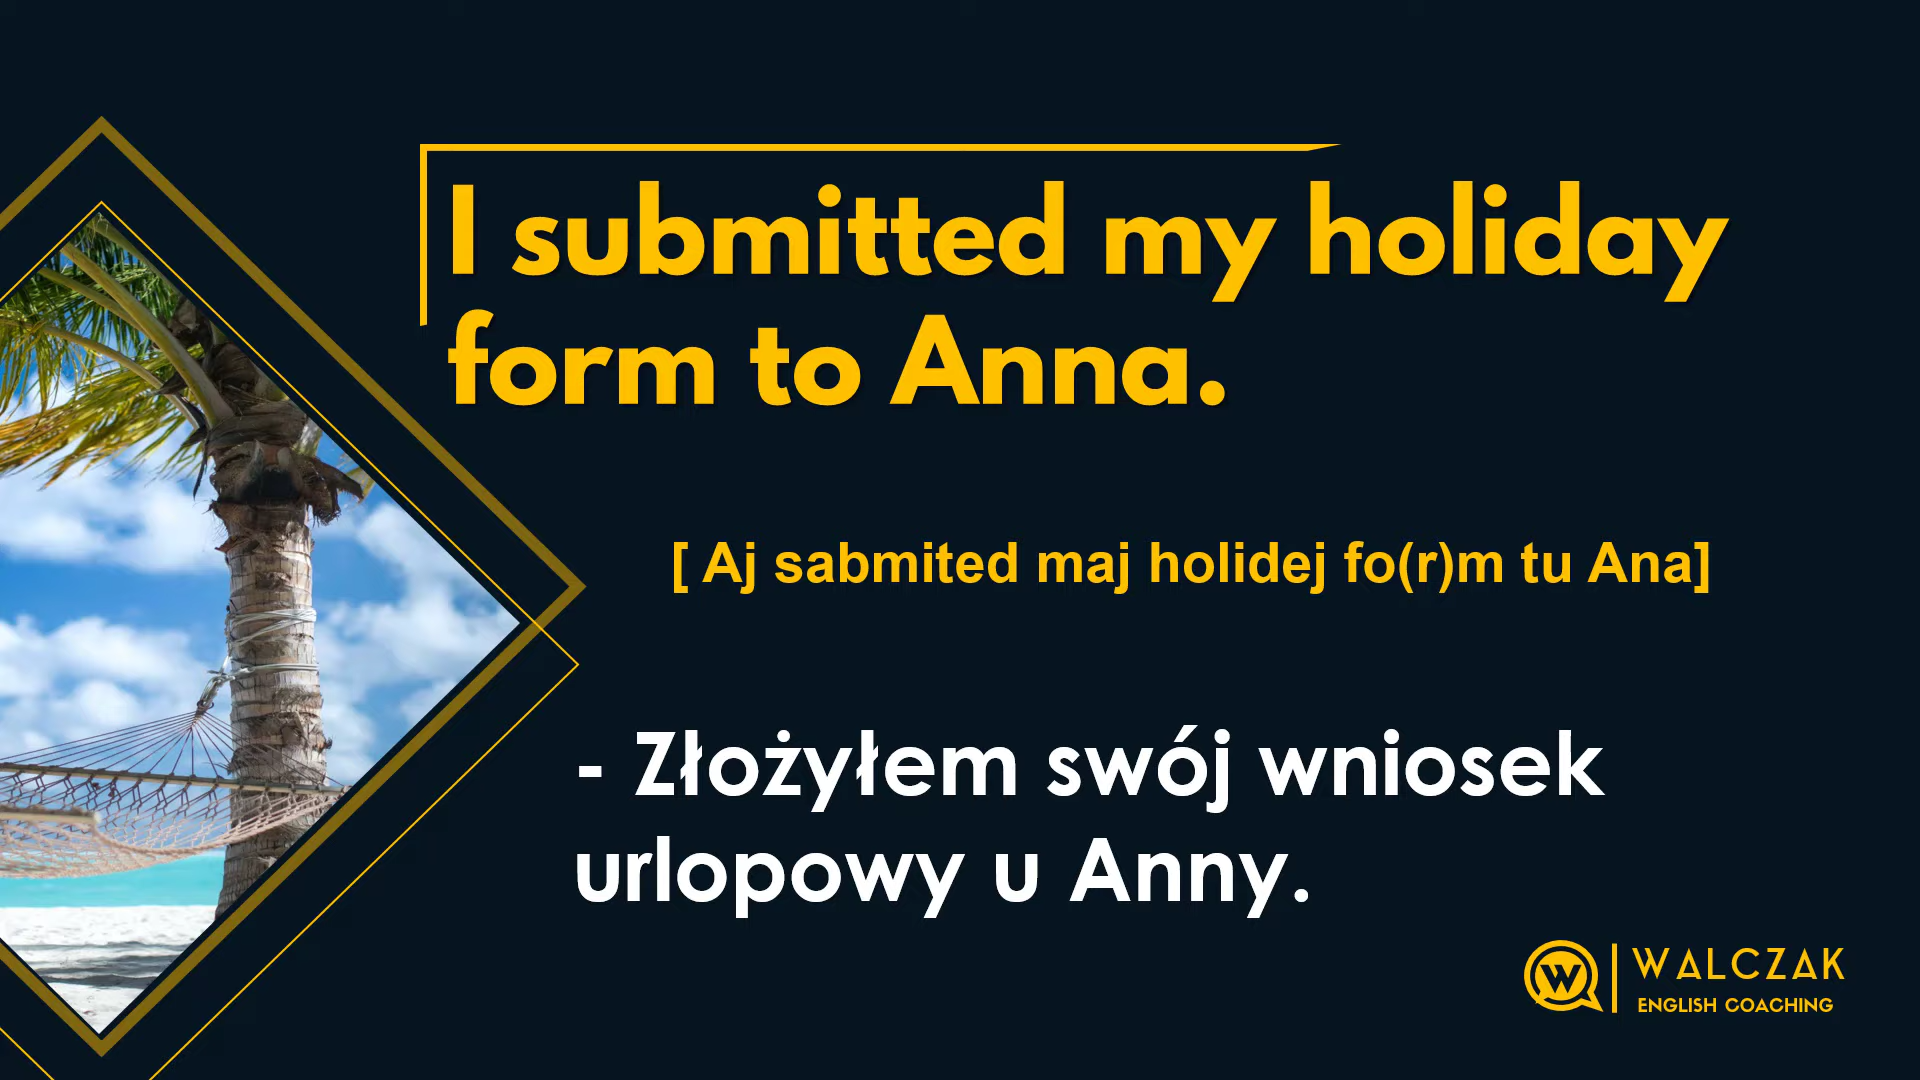 I submitted my holiday
form to Anna.
[ Aj sabmited maj holidej fo(r)m tu Ana]
- Złożyłem swój wniosek
urlopowy u Anny.
W
WALCZAK
ENGLISH COACHING